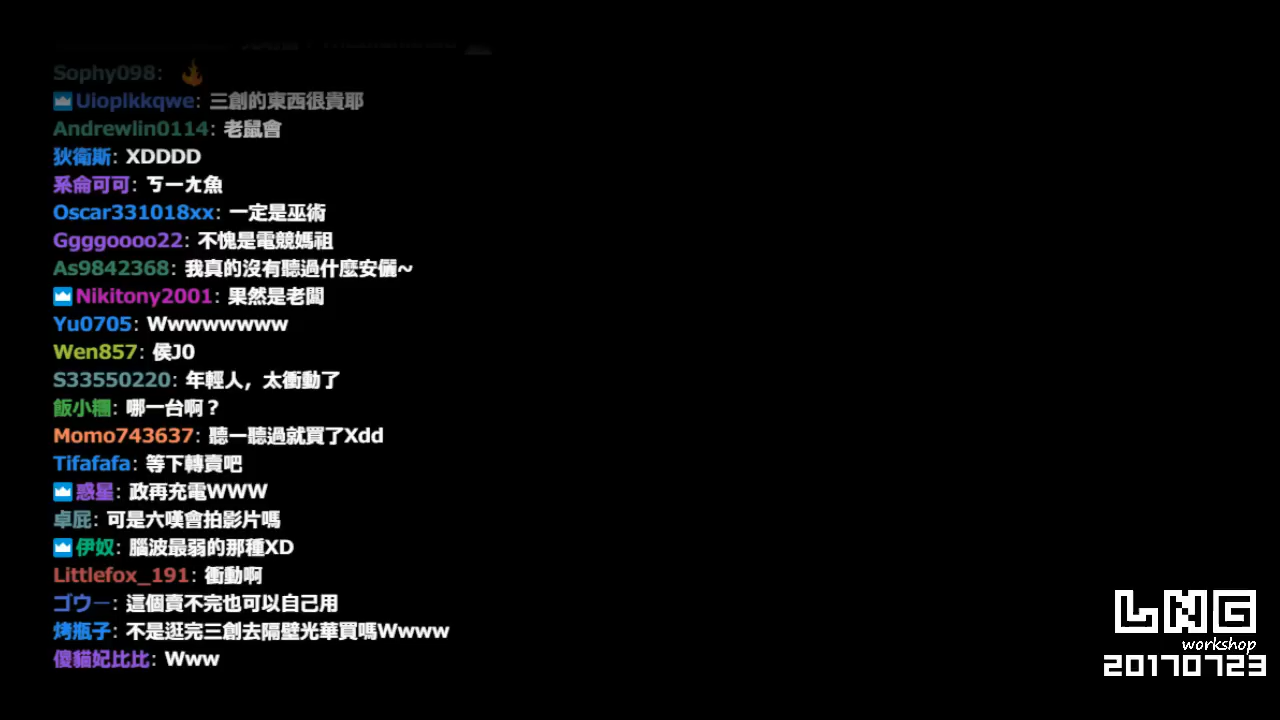 Sophy098:
Uioplkkqwe: 三創的東西很貴耶
Andrewlin0114: 老鼠會
狄衛斯: XDDDD
系侖可可: ㄎㄧㄤ魚
Oscar331018xx: 一定是巫術
Ggggoooo22: 不愧是電競媽祖
As9842368: 我真的沒有聽過什麼安儷~
Nikitony2001: 果然是老闆
Yu0705: Wwwwwwwww
Wen857: 侯J0
S33550220: 年輕人，太衝動了
飯小糰: 哪一台啊？
Momo743637: 聽一聽過就買了Xdd
Tifafafa: 等下轉賣吧
惑星: 政再充電WWW
卓屁: 可是六嘆會拍影片嗎
伊奴: 腦波最弱的那種XD
Littlefox_191: 衝動啊
ゴウー: 這個賣不完也可以自己用
烤瓶子: 不是逛完三創去隔壁光華買嗎Wwww
傻貓妃比比: Www
LNG
workshop
20170723